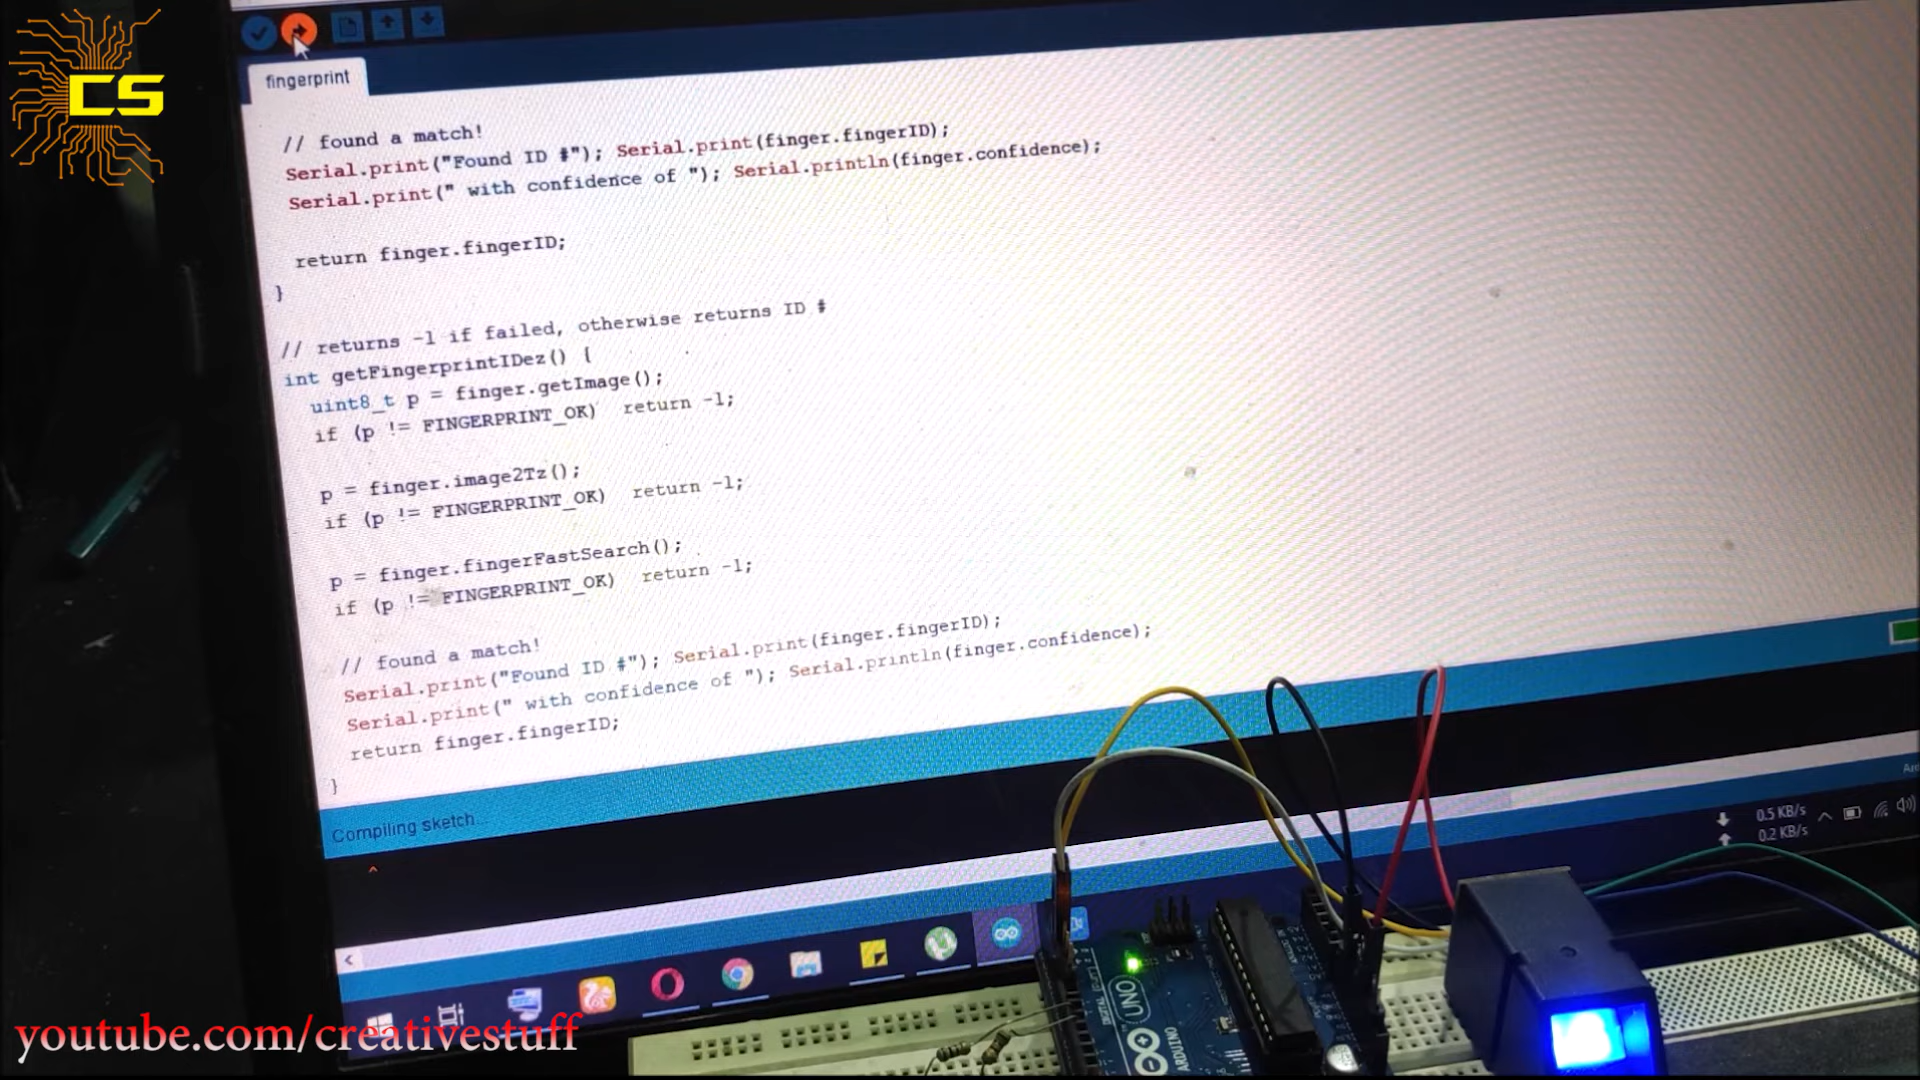 CS
fingerprint
// found a match!
Serial.print("Found ID #"); Serial.print(finger.fingerID);
Serial.print(" with confidence of "); Serial.println(finger.confidence);
return finger.fingerID;
}
// returns -1 if failed, otherwise returns ID #
int getFingerprintIDez() {
uint8_t p = finger.getImage();
if (p != FINGERPRINT_OK) return -1;
p = finger.image2Tz();
if (p != FINGERPRINT_OK) return -1;
p = finger.fingerFastSearch();
if (p != FINGERPRINT_OK) return -1;
// found a match!
Serial.print("Found ID #"); Serial.print(finger.fingerID);
Serial.print(" with confidence of "); Serial.println(finger.confidence);
return finger.fingerID;
}
Compiling sketch...
0.5 KB/s
0.2 KB/s
UNO
ARDUINO
youtube.com/creativestuff